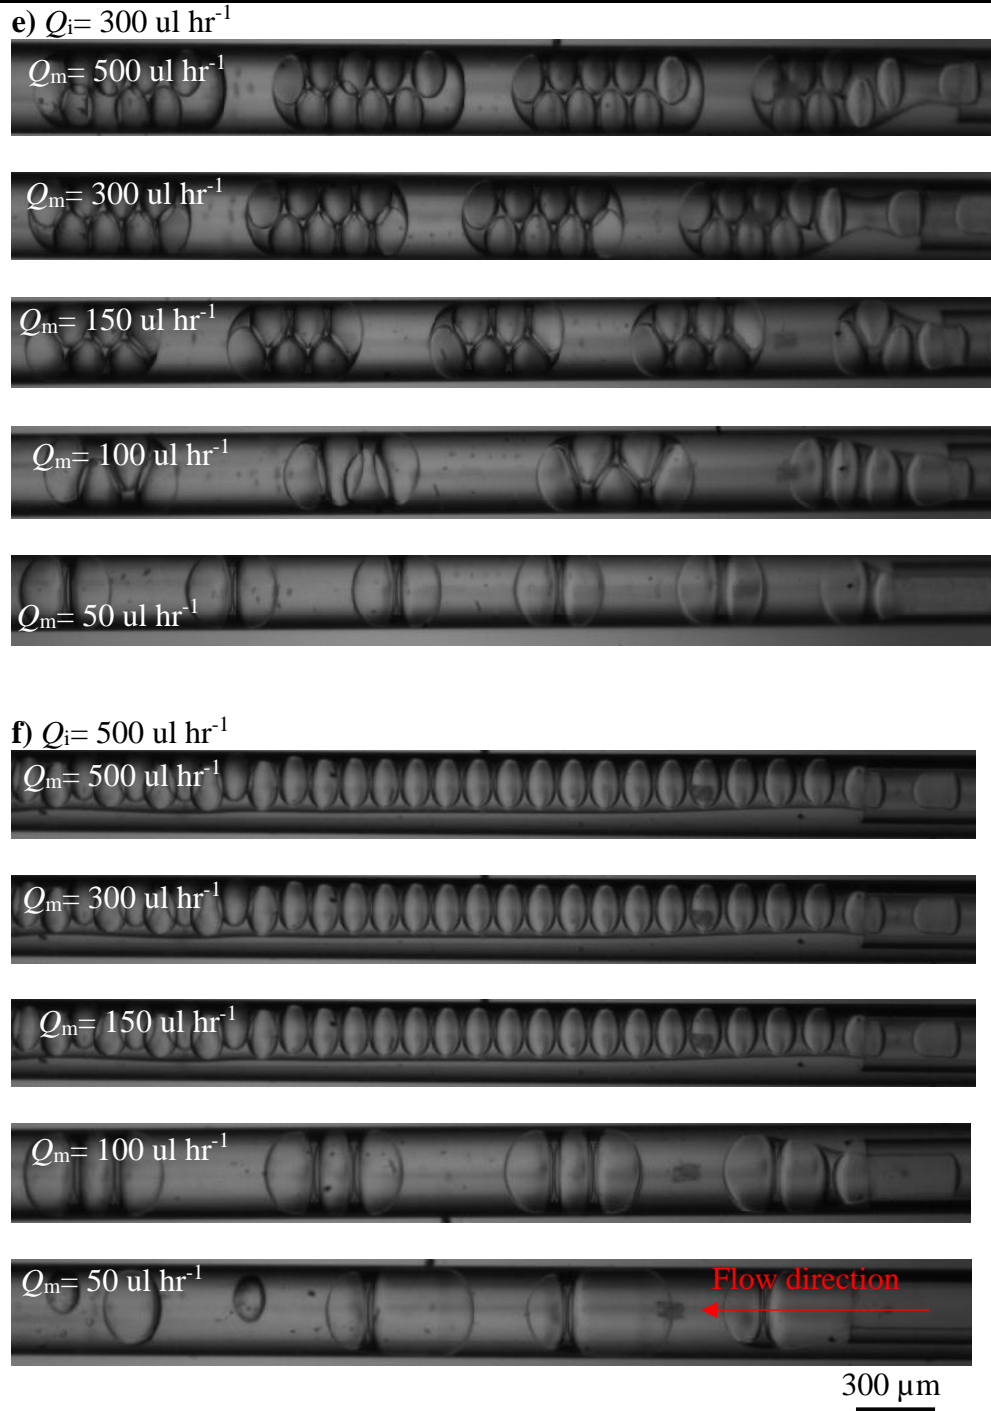 e) Qi= 300 ul hr-1
Qm= 500 ul hr-1
Qm= 300 ul hr-1
Qm= 150 ul hr-1
Qm= 100 ul hr-1
Qm= 50 ul hr-1
f) Qi= 500 ul hr-1
Qm= 500 ul hr-1
Qm= 300 ul hr-1
Qm= 150 ul hr-1
Qm= 100 ul hr-1
Qm= 50 ul hr-1
Flow direction
300 µm